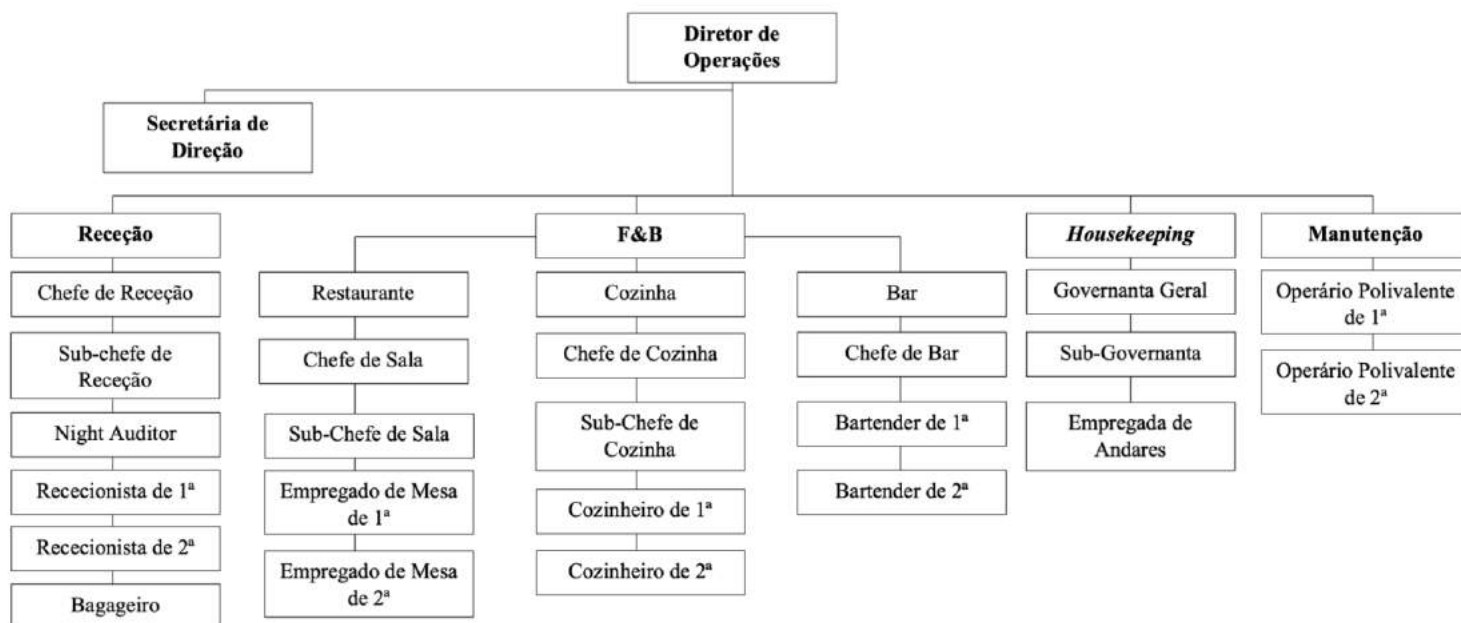 Diretor de
Operações
Secretária de
Direção
Receção
F&B
Housekeeping
Manutenção
Chefe de Receção
Restaurante
Cozinha
Bar
Governanta Geral
Operário Polivalente
de 1ª
Sub-chefe de
Receção
Chefe de Sala
Chefe de Cozinha
Chefe de Bar
Sub-Governanta
Operário Polivalente
de 2ª
Night Auditor
Sub-Chefe de Sala
Sub-Chefe de
Cozinha
Bartender de 1ª
Empregada de
Andares
Rececionista de 1ª
Empregado de Mesa
de 1ª
Cozinheiro de 1ª
Bartender de 2ª
Rececionista de 2ª
Empregado de Mesa
de 2ª
Cozinheiro de 2ª
Bagageiro